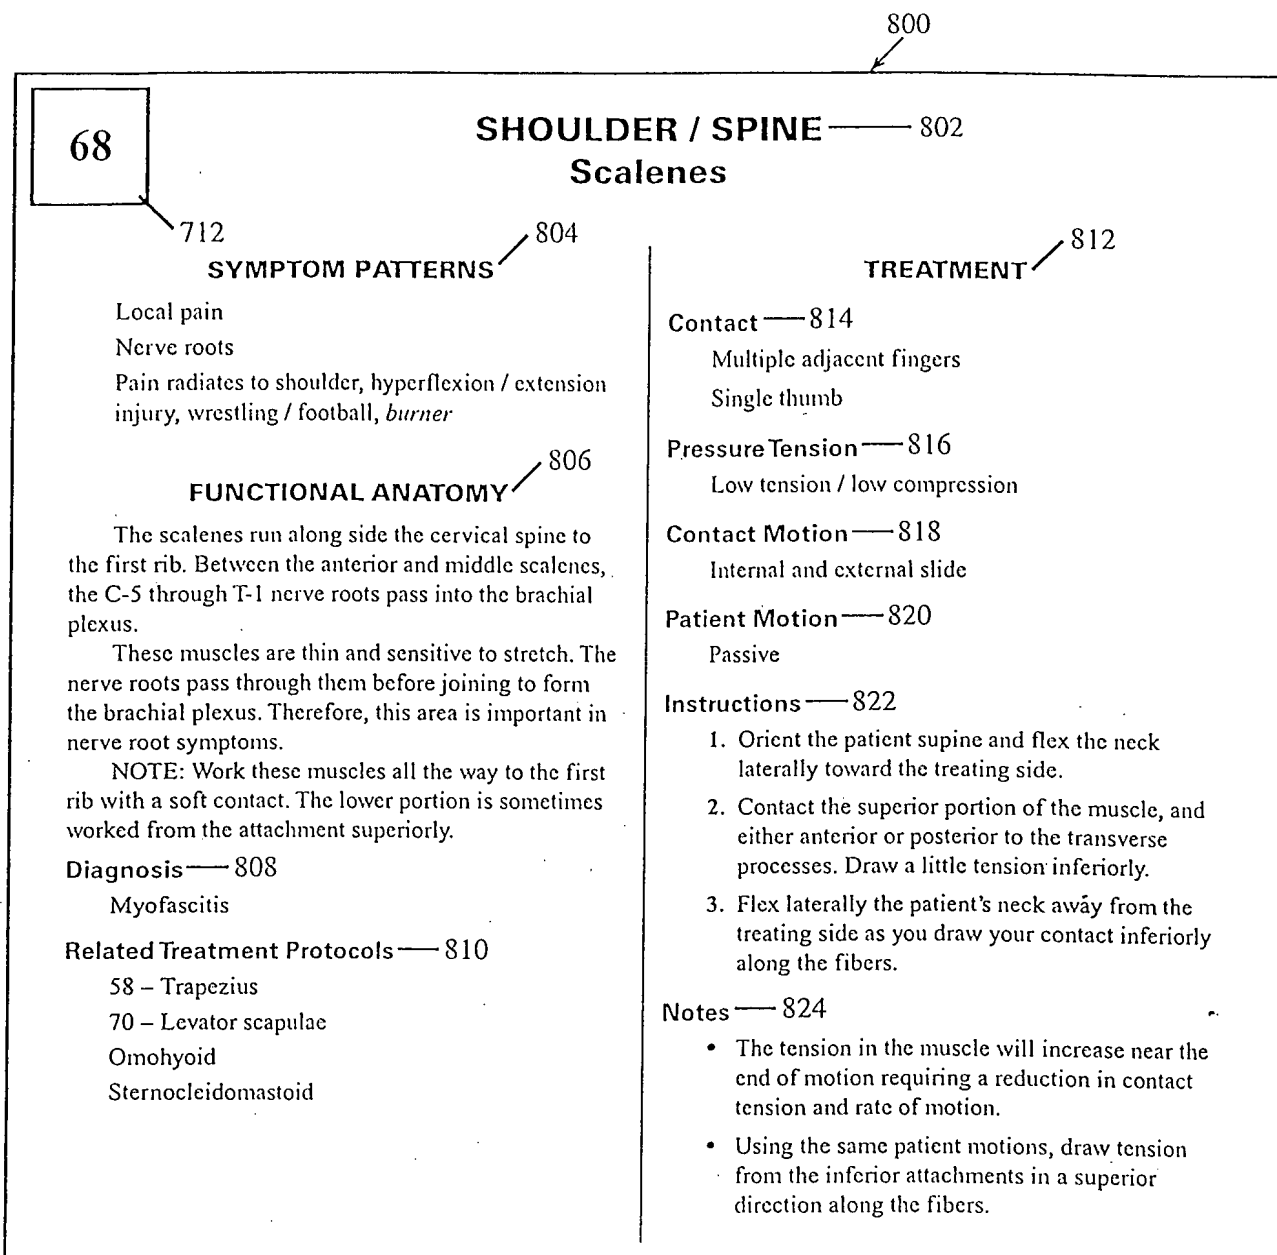 800
68
SHOULDER / SPINE 802
Scalenes
712
804
SYMPTOM PATTERNS
Local pain
Nerve roots
Pain radiates to shoulder, hyperflexion / extension
injury, wrestling / football, burner
806
FUNCTIONAL ANATOMY
The scalenes run along side the cervical spine to
the first rib. Between the anterior and middle scalenes,
the C-5 through T-1 nerve roots pass into the brachial
plexus.
These muscles are thin and sensitive to stretch. The
nerve roots pass through them before joining to form
the brachial plexus. Therefore, this area is important in
nerve root symptoms.
NOTE: Work these muscles all the way to the first
rib with a soft contact. The lower portion is sometimes
worked from the attachment superiorly.
Diagnosis 808
Myofascitis
Related Treatment Protocols 810
58 – Trapezius
70 – Levator scapulae
Omohyoid
Sternocleidomastoid
812
TREATMENT
Contact 814
Multiple adjacent fingers
Single thumb
Pressure Tension 816
Low tension / low compression
Contact Motion 818
Internal and external slide
Patient Motion 820
Passive
Instructions 822
1. Orient the patient supine and flex the neck
laterally toward the treating side.
2. Contact the superior portion of the muscle, and
either anterior or posterior to the transverse
processes. Draw a little tension inferiorly.
3. Flex laterally the patient's neck away from the
treating side as you draw your contact inferiorly
along the fibers.
Notes 824
• The tension in the muscle will increase near the
end of motion requiring a reduction in contact
tension and rate of motion.
• Using the same patient motions, draw tension
from the inferior attachments in a superior
direction along the fibers.